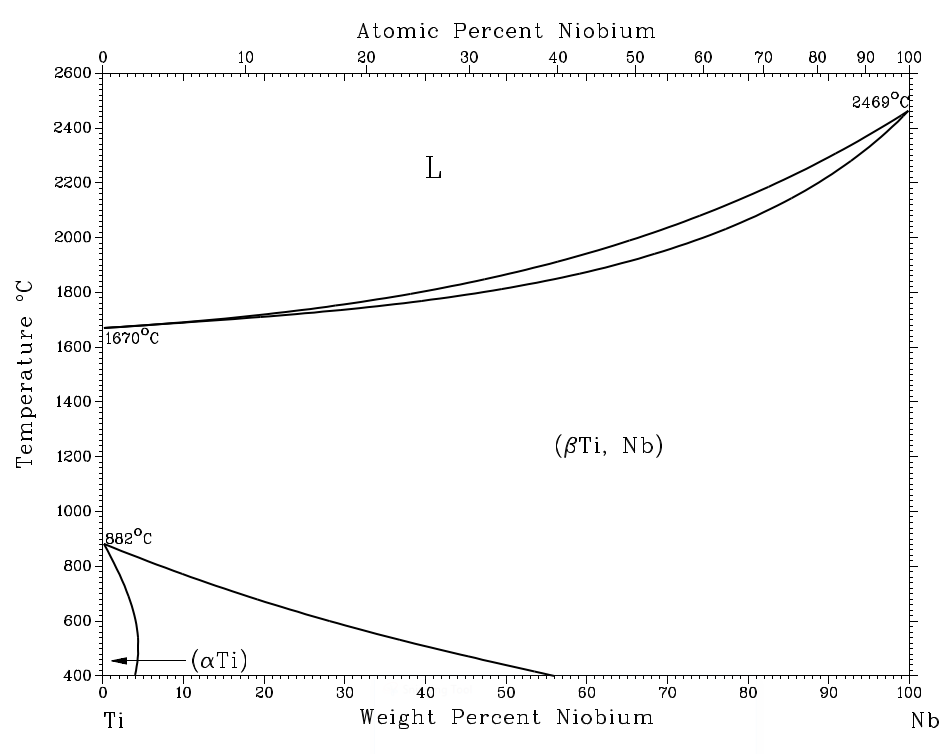 Atomic Percent Niobium
0 10 20 30 40 50 60 70 80 90 100
2600
2469°C
2400
L
2200
2000
1800
1670°C
1600
1400
(βTi, Nb)
1200
1000
882°C
800
600
(αTi)
400
0 10 20 30 40 50 60 70 80 90 100
Ti Weight Percent Niobium Nb
Temperature °C